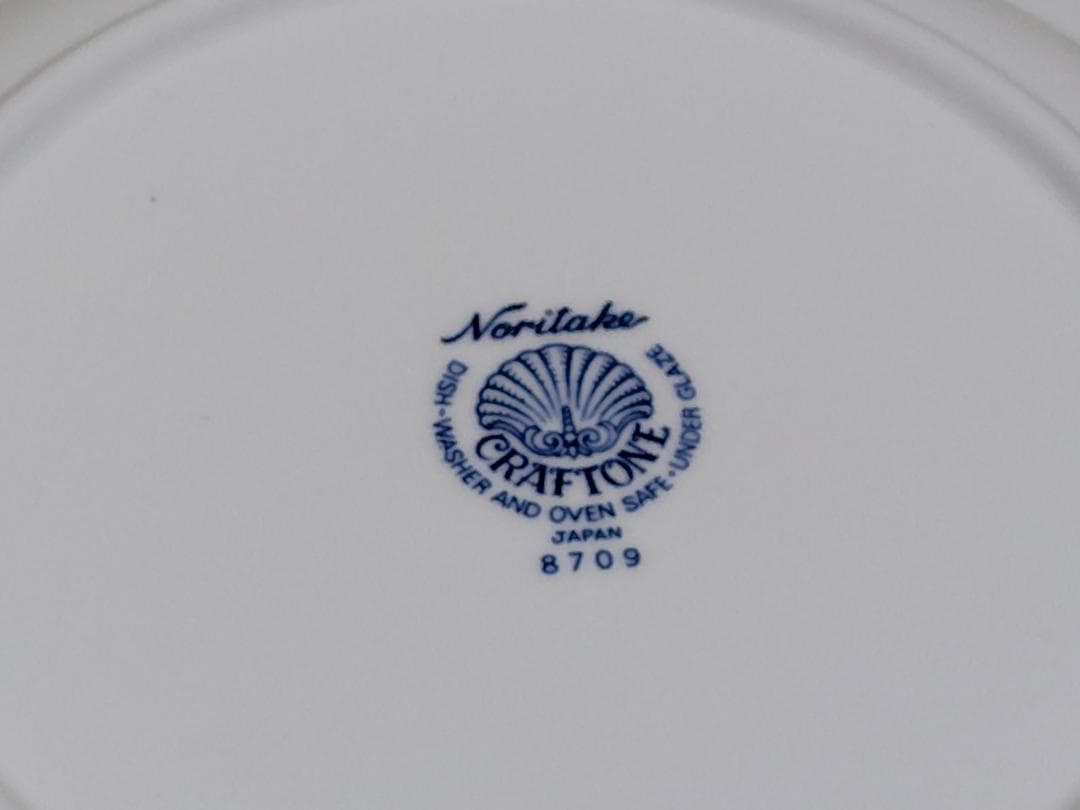 Noritake
CRAFTONE
DISH-WASHER AND OVEN SAFE·UNDER GLAZE
JAPAN
8709